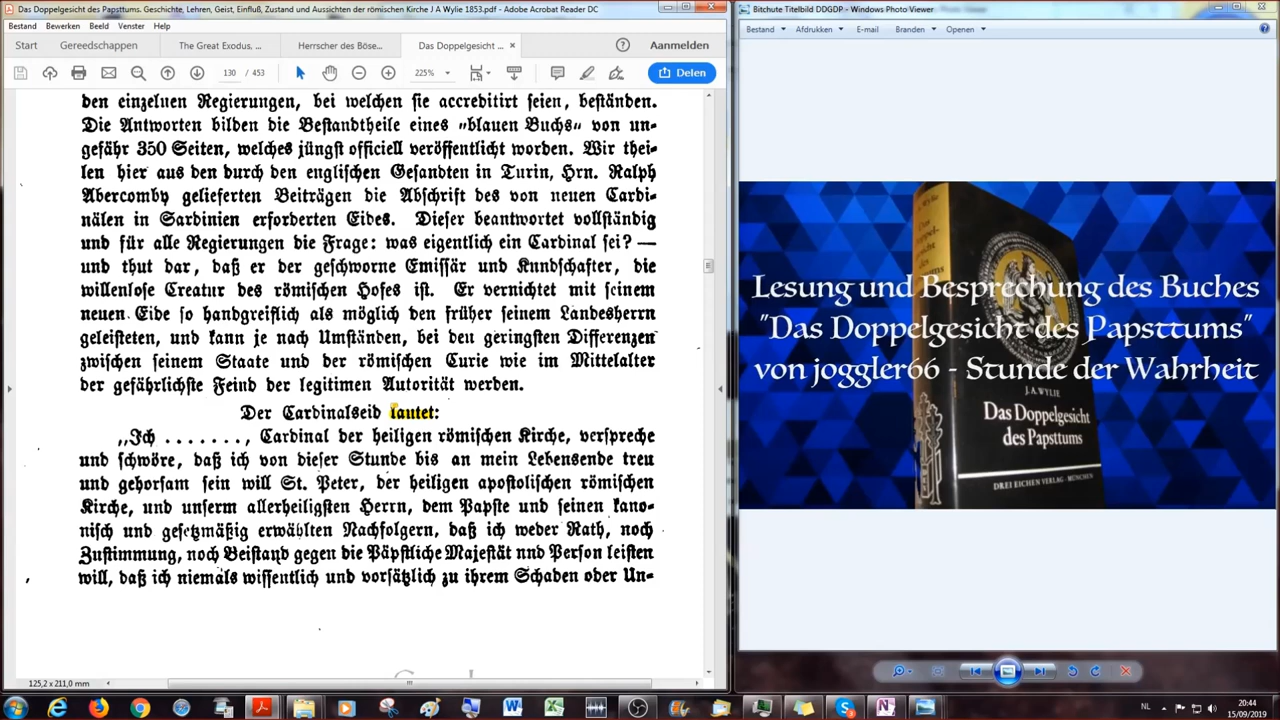 Das Doppelgesicht des Papsttums. Geschichte, Lehren, Geist, Einfluß, Zustand und Aussichten der römischen Kirche J A Wylie 1853.pdf - Adobe Acrobat Reader DC
Bestand Bewerken Beeld Vensters Help
Start Gereedschappen The Great Exodus, ... Herrscher des Böse... Das Doppelgesicht ... × Anmelden
130 / 453 225% Delen
den einzelnen Regierungen, bei welchen sie accreditirt seien, beständen.
Die Antworten bilden die Bestandtheile eines "blauen Buchs" von un-
gefähr 350 Seiten, welches jüngst officiell veröffentlicht worden. Wir thei-
len hier aus den durch den englischen Gesandten in Turin, Hrn. Ralph
Abercomby gelieferten Beiträgen die Abschrift des von neuen Cardi-
nälen in Sardinien erforderten Eides. Dieser beantwortet vollständig
und für alle Regierungen die Frage: was eigentlich ein Cardinal sei? —
und thut dar, daß er der geschworne Emissär und Knndschafter, die
willenlose Creatur des römischen Hofes ist. Er vernichtet mit seinem
neuen Eide so handgreiflich als möglich den früher seinem Landesherrn
geleisteten, und kann je nach Umständen, bei den geringsten Differenzen
zwischen seinem Staate und der römischen Curie wie im Mittelalter
der gefährlichste Feind der legitimen Autorität werden.
Der Cardinalseid lautet:
„Ich ......., Cardinal der heiligen römischen Kirche, verspreche
und schwöre, daß ich von dieser Stunde bis an mein Lebensende treu
und gehorsam sein will St. Peter, der heiligen apostolischen römischen
Kirche, und unserm allerheiligsten Herrn, dem Papste und seinen kano-
nisch und gesetzmäßig erwählten Nachfolgern, daß ich weder Rath, noch
Zustimmung, noch Beistand gegen die Päpstliche Majestät nnd Person leisten
will, daß ich niemals wissentlich und vorsätzlich zu ihrem Schaden oder Un-
125,2 x 211,0 mm
Bitchute Titelbild DDGDP - Windows Photo Viewer
Bestand Afdrukken E-mail Branden Openen
Lesung und Besprechung des Buches
"Das Doppelgesicht des Papsttums"
von joggler66 - Stunde der Wahrheit
J.A.WYLIE
Das Doppelgesicht
des Papsttums
DREI EICHEN VERLAG · MÜNCHEN
NL 20:44
15/09/2019